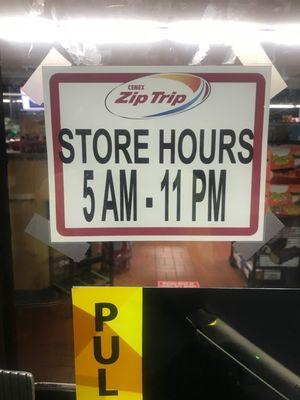 CENEX
Zip Trip
STORE HOURS
5 AM - 11 PM
PUL